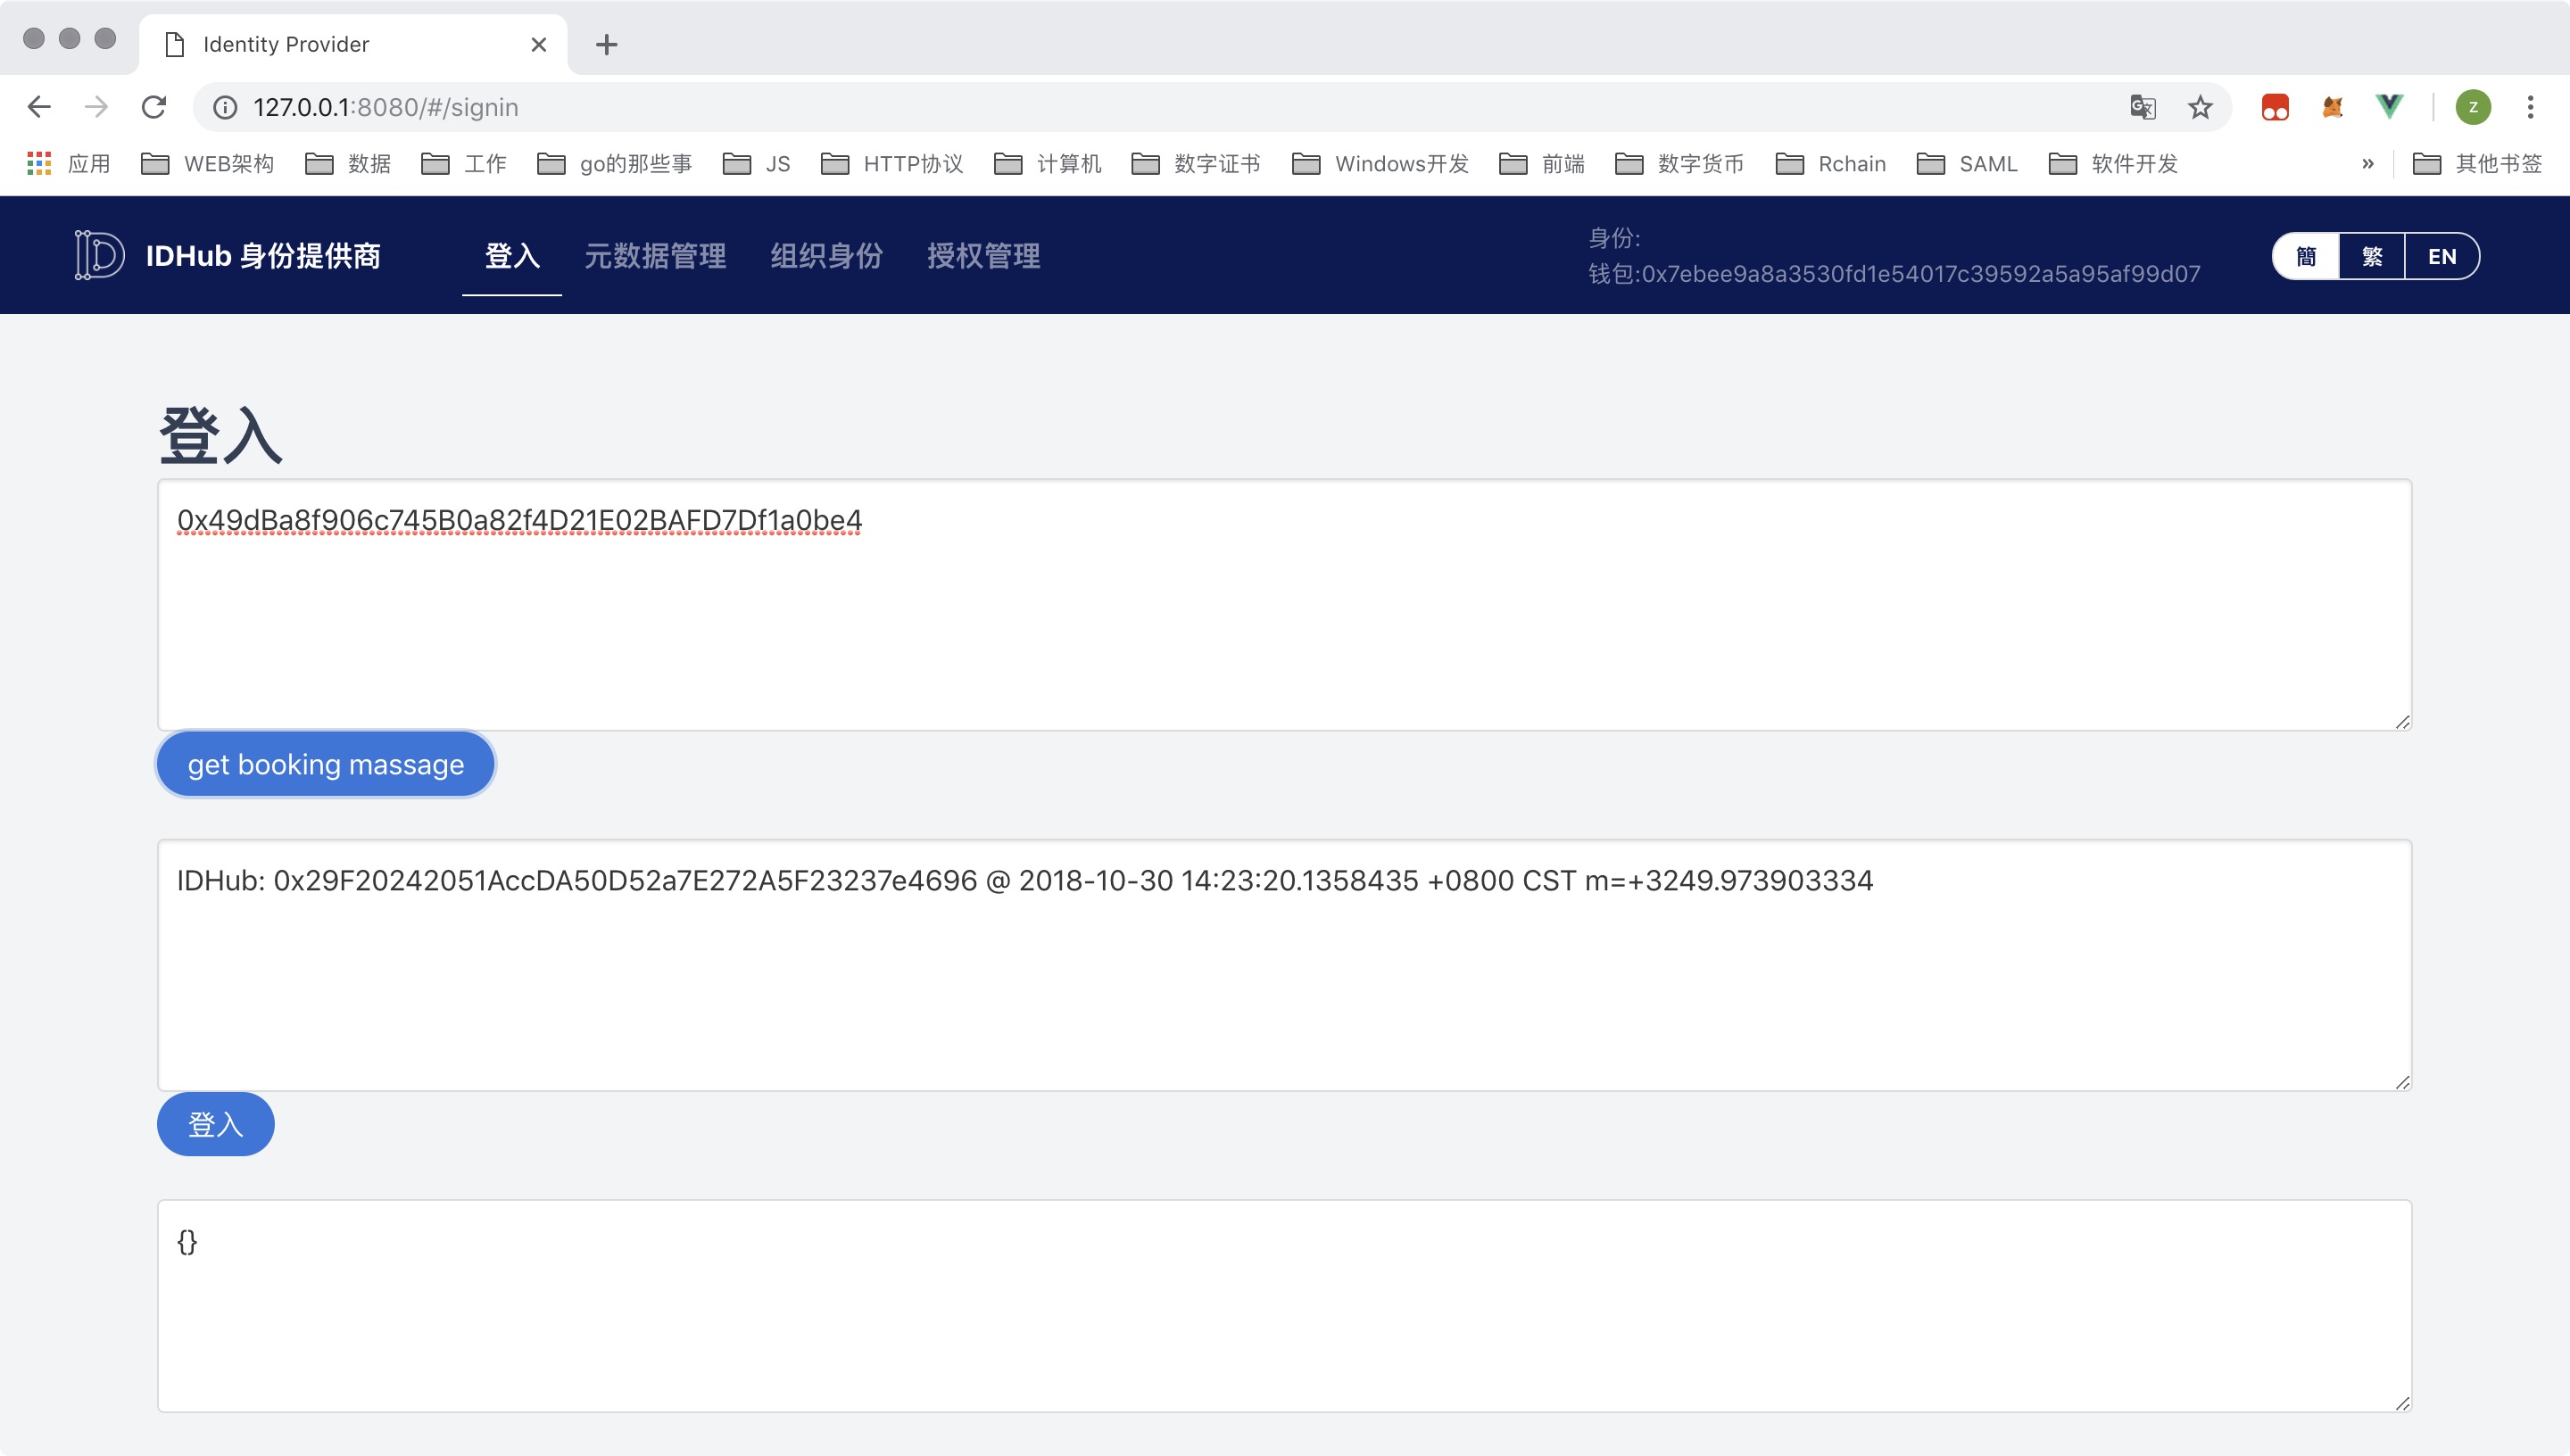 Identity Provider
127.0.0.1:8080/#/signin
z
应用 WEB架构 数据 工作 go的那些事 JS HTTP协议 计算机 数字证书 Windows开发 前端 数字货币 Rchain SAML 软件开发 » 其他书签
IDHub 身份提供商 登入 元数据管理 组织身份 授权管理
身份:
钱包:0x7ebee9a8a3530fd1e54017c39592a5a95af99d07
簡 繁 EN
登入
0x49dBa8f906c745B0a82f4D21E02BAFD7Df1a0be4
get booking massage
IDHub: 0x29F20242051AccDA50D52a7E272A5F23237e4696 @ 2018-10-30 14:23:20.1358435 +0800 CST m=+3249.973903334
登入
{}